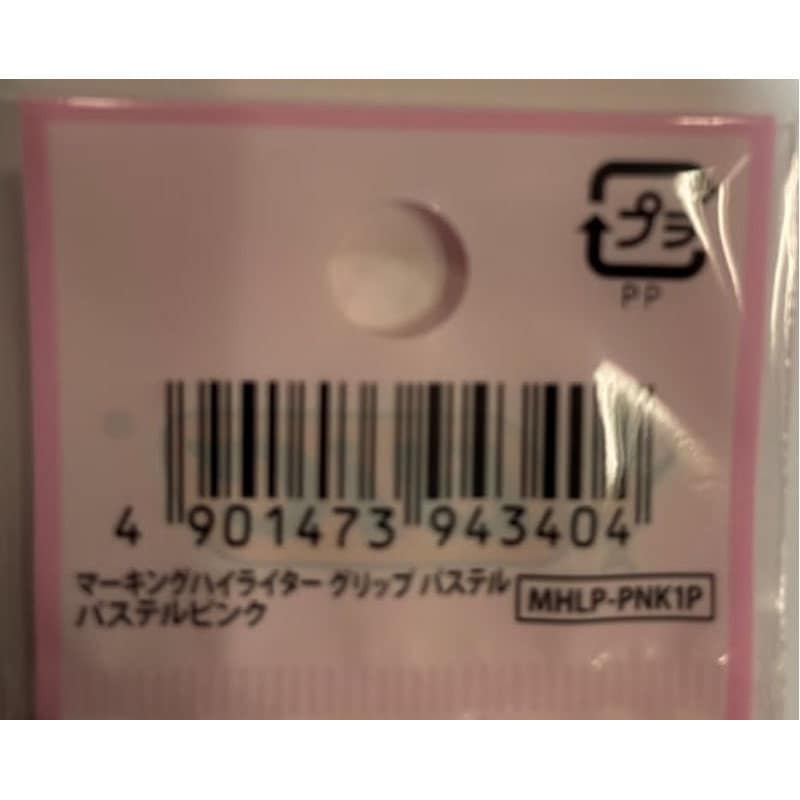 プラ
PP
4 901473 943404
マーキングハイライター グリップ パステル
パステルピンク
MHLP-PNK1P